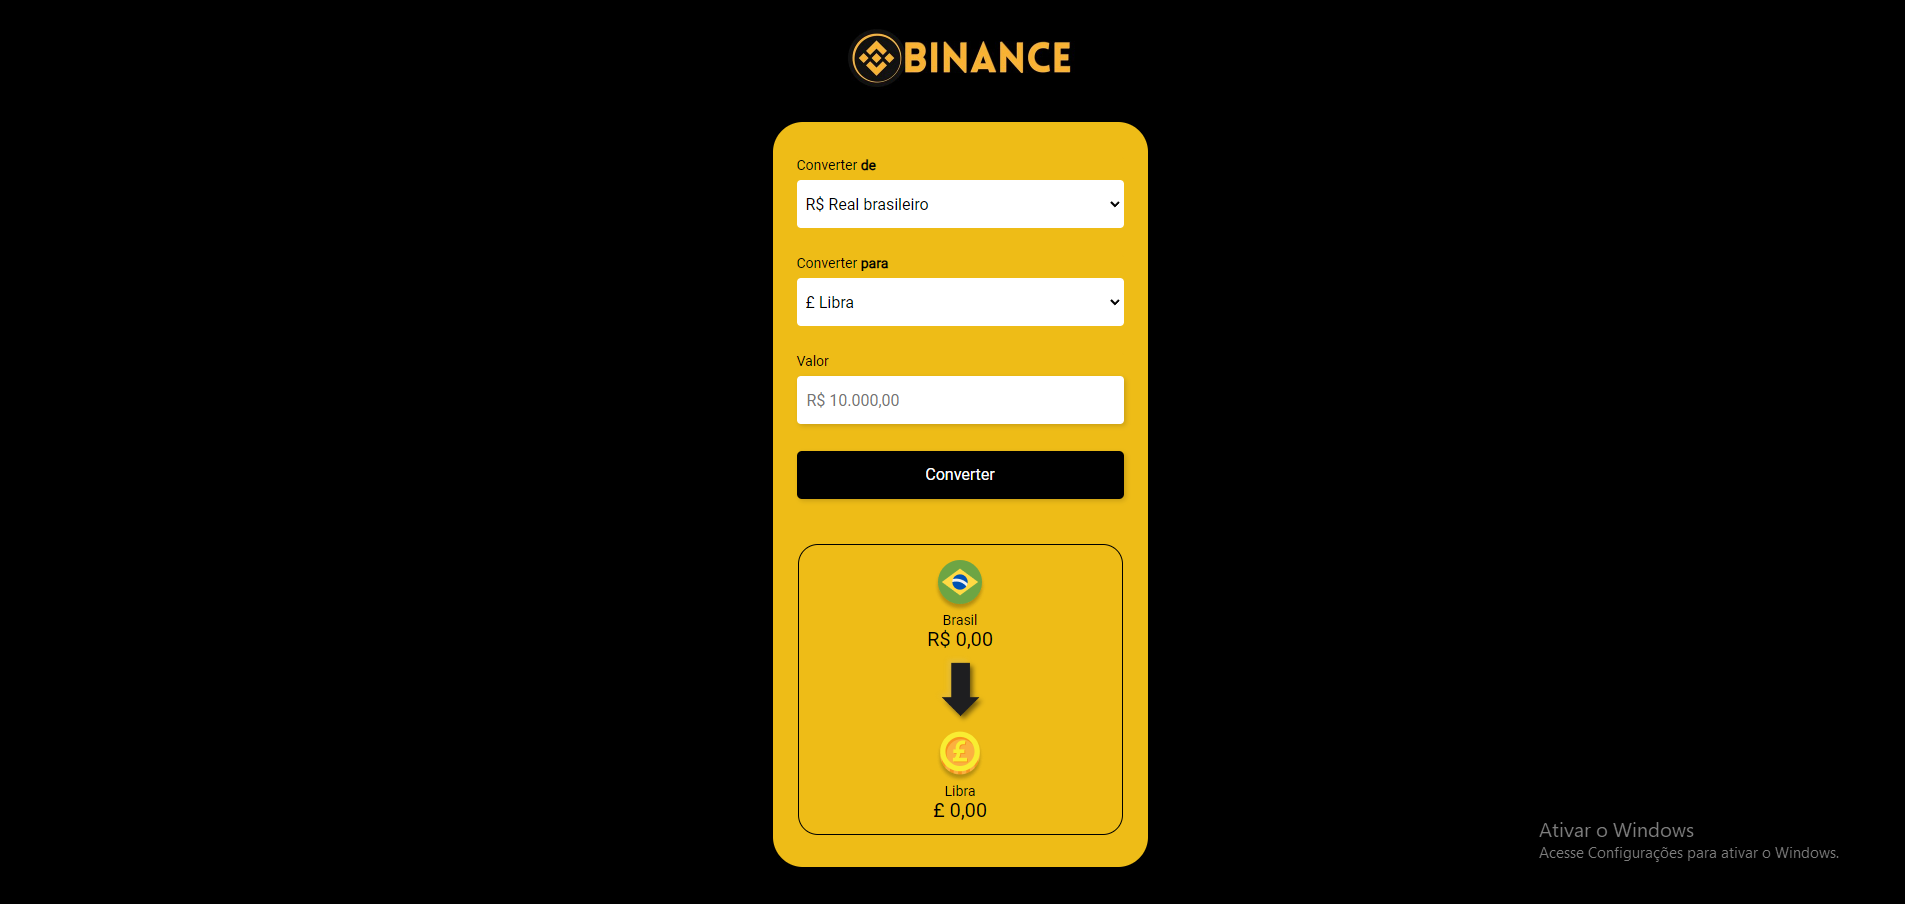 BINANCE
Converter de
R$ Real brasileiro
Converter para
£ Libra
Valor
R$ 10.000,00
Converter
Brasil
R$ 0,00
£
Libra
£ 0,00
Ativar o Windows
Acesse Configurações para ativar o Windows.